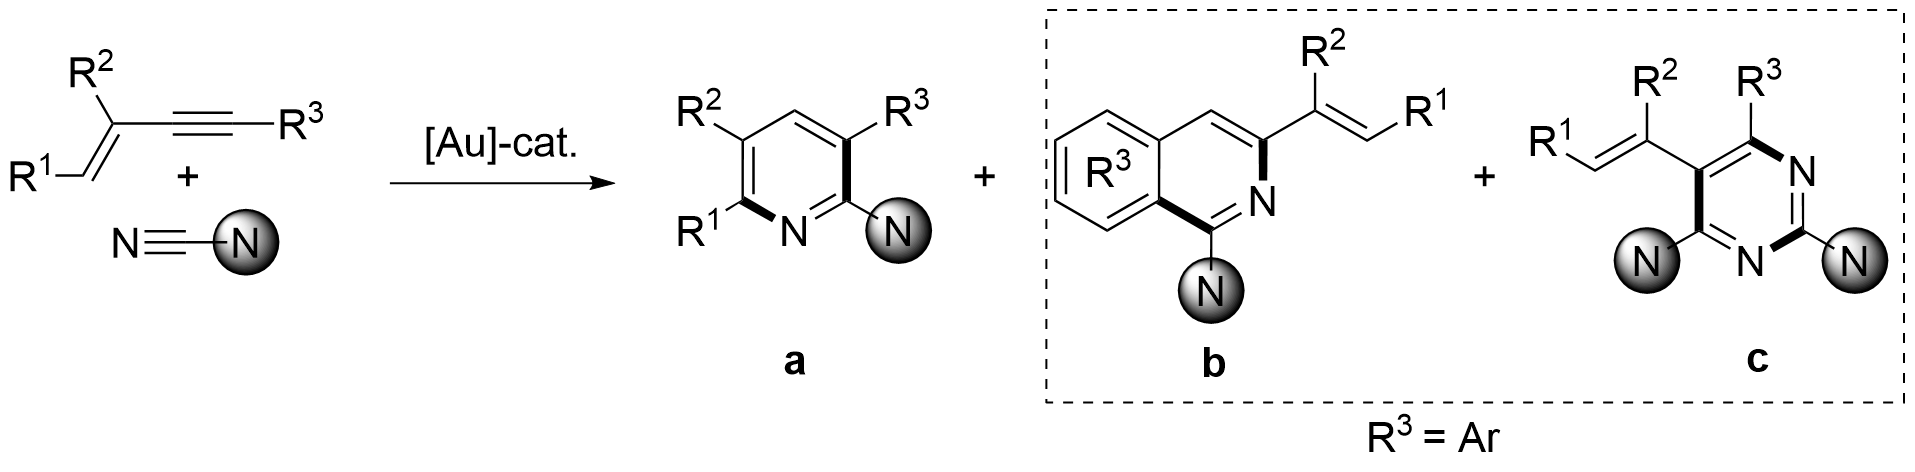 R² R³
R¹
+
N N
[Au]-cat.
R² R³
R¹ N N
a
+
R² R¹
R³ N
N
b
+
R² R³
R¹ N
N N N
c
R³ = Ar